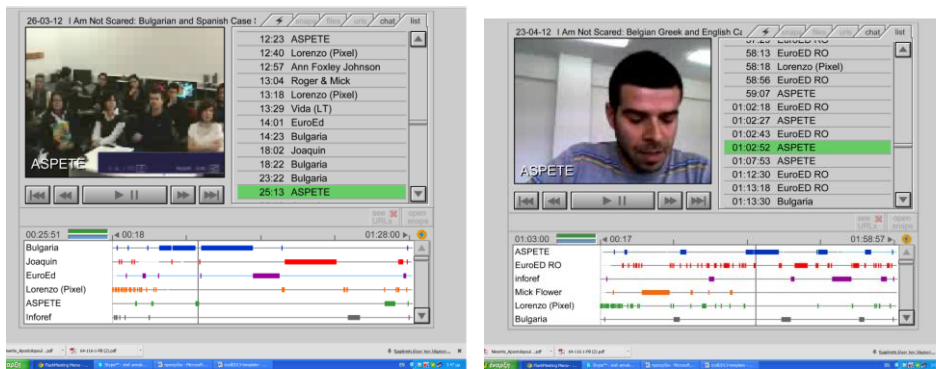 26-03-12 I Am Not Scared: Bulgarian and Spanish Case
snaps files urls chat list
12:23 ASPETE
12:40 Lorenzo (Pixel)
12:57 Ann Foxley Johnson
13:04 Roger & Mick
13:18 Lorenzo (Pixel)
13:29 Vida (LT)
14:01 EuroEd
14:23 Bulgaria
18:02 Joaquin
18:22 Bulgaria
23:22 Bulgaria
25:13 ASPETE
ASPETE
see URLs open snaps
00:25:51 00:18 01:28:00
Bulgaria
Joaquin
EuroEd
Lorenzo (Pixel)
ASPETE
Inforef
23-04-12 I Am Not Scared: Belgian Greek and English
snaps files urls chat list
EuroED RO
58:13 EuroED RO
58:18 Lorenzo (Pixel)
58:56 EuroED RO
59:07 ASPETE
01:02:18 EuroED RO
01:02:27 ASPETE
01:02:43 EuroED RO
01:02:52 ASPETE
01:07:53 ASPETE
01:12:30 EuroED RO
01:13:18 EuroED RO
01:13:30 Bulgaria
ASPETE
see URLs open snaps
01:03:00 00:17 01:58:57
ASPETE
EuroED RO
inforef
Mick Flower
Lorenzo (Pixel)
Bulgaria